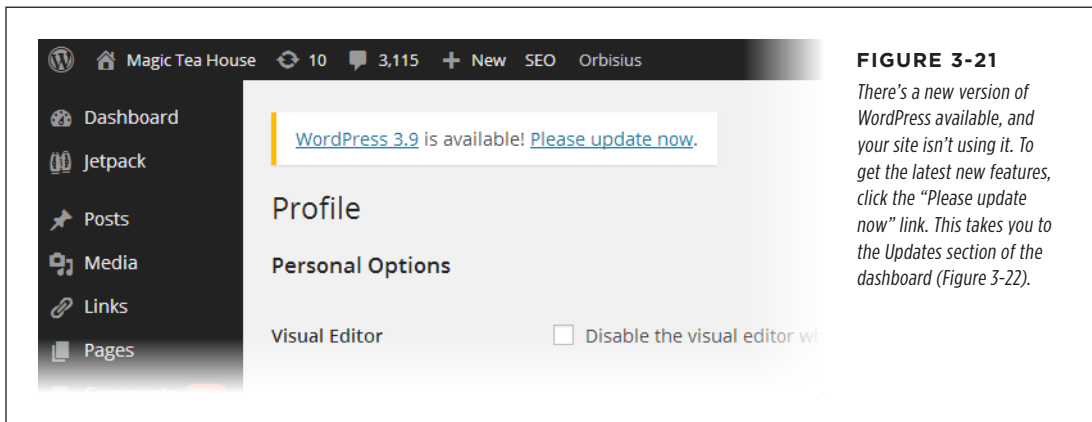 Magic Tea House 10 3,115 New SEO Orbisius
Dashboard
Jetpack
Posts
Media
Links
Pages
WordPress 3.9 is available! Please update now.
Profile
Personal Options
Visual Editor Disable the visual editor wh
FIGURE 3-21
There's a new version of
WordPress available, and
your site isn't using it. To
get the latest new features,
click the “Please update
now” link. This takes you to
the Updates section of the
dashboard (Figure 3-22).